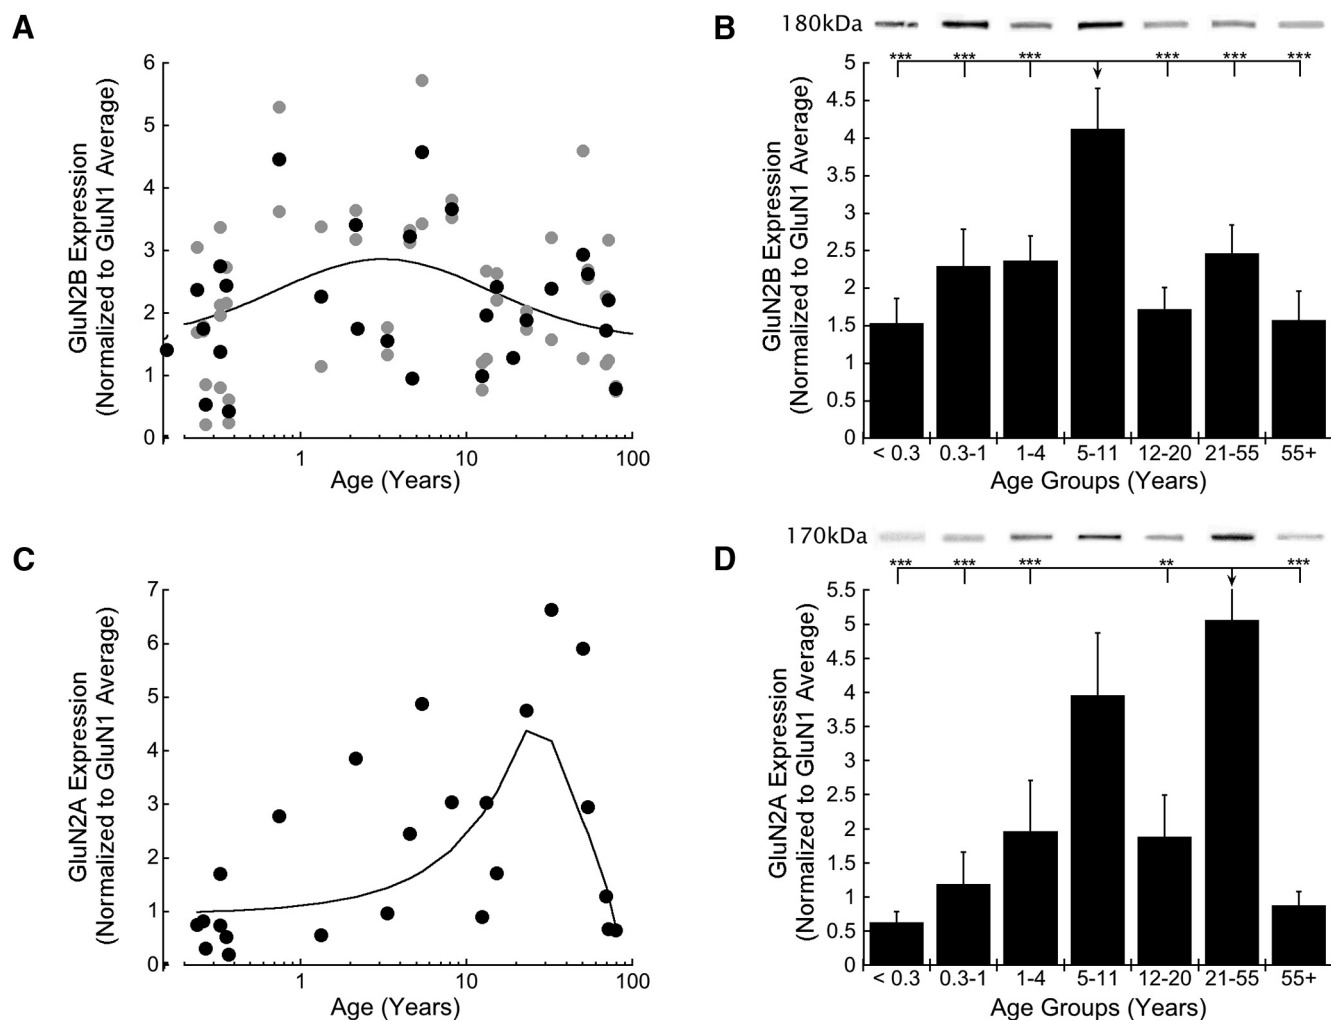 A
GluN2B Expression
(Normalized to GluN1 Average)
6
5
4
3
2
1
0
1 10 100
Age (Years)
B
180kDa
*** *** *** *** *** ***
GluN2B Expression
(Normalized to GluN1 Average)
5
4.5
4
3.5
3
2.5
2
1.5
1
0.5
0
< 0.3 0.3-1 1-4 5-11 12-20 21-55 55+
Age Groups (Years)
C
GluN2A Expression
(Normalized to GluN1 Average)
7
6
5
4
3
2
1
0
1 10 100
Age (Years)
D
170kDa
*** *** *** ** ***
GluN2A Expression
(Normalized to GluN1 Average)
5.5
5
4.5
4
3.5
3
2.5
2
1.5
1
0.5
0
< 0.3 0.3-1 1-4 5-11 12-20 21-55 55+
Age Groups (Years)